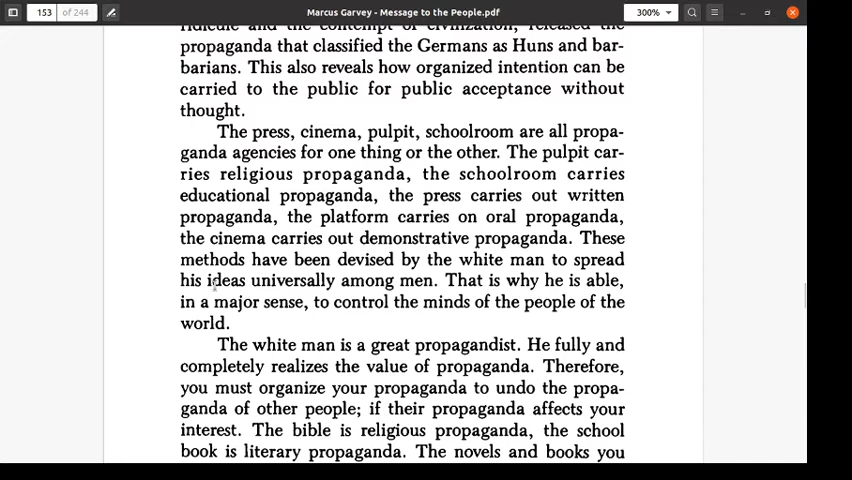 153 of 244
Marcus Garvey - Message to the People.pdf
300%
ridicule and the contempt of civilization, released the
propaganda that classified the Germans as Huns and bar-
barians. This also reveals how organized intention can be
carried to the public for public acceptance without
thought.
The press, cinema, pulpit, schoolroom are all propa-
ganda agencies for one thing or the other. The pulpit car-
ries religious propaganda, the schoolroom carries
educational propaganda, the press carries out written
propaganda, the platform carries on oral propaganda,
the cinema carries out demonstrative propaganda. These
methods have been devised by the white man to spread
his ideas universally among men. That is why he is able,
in a major sense, to control the minds of the people of the
world.
The white man is a great propagandist. He fully and
completely realizes the value of propaganda. Therefore,
you must organize your propaganda to undo the propa-
ganda of other people; if their propaganda affects your
interest. The bible is religious propaganda, the school
book is literary propaganda. The novels and books you